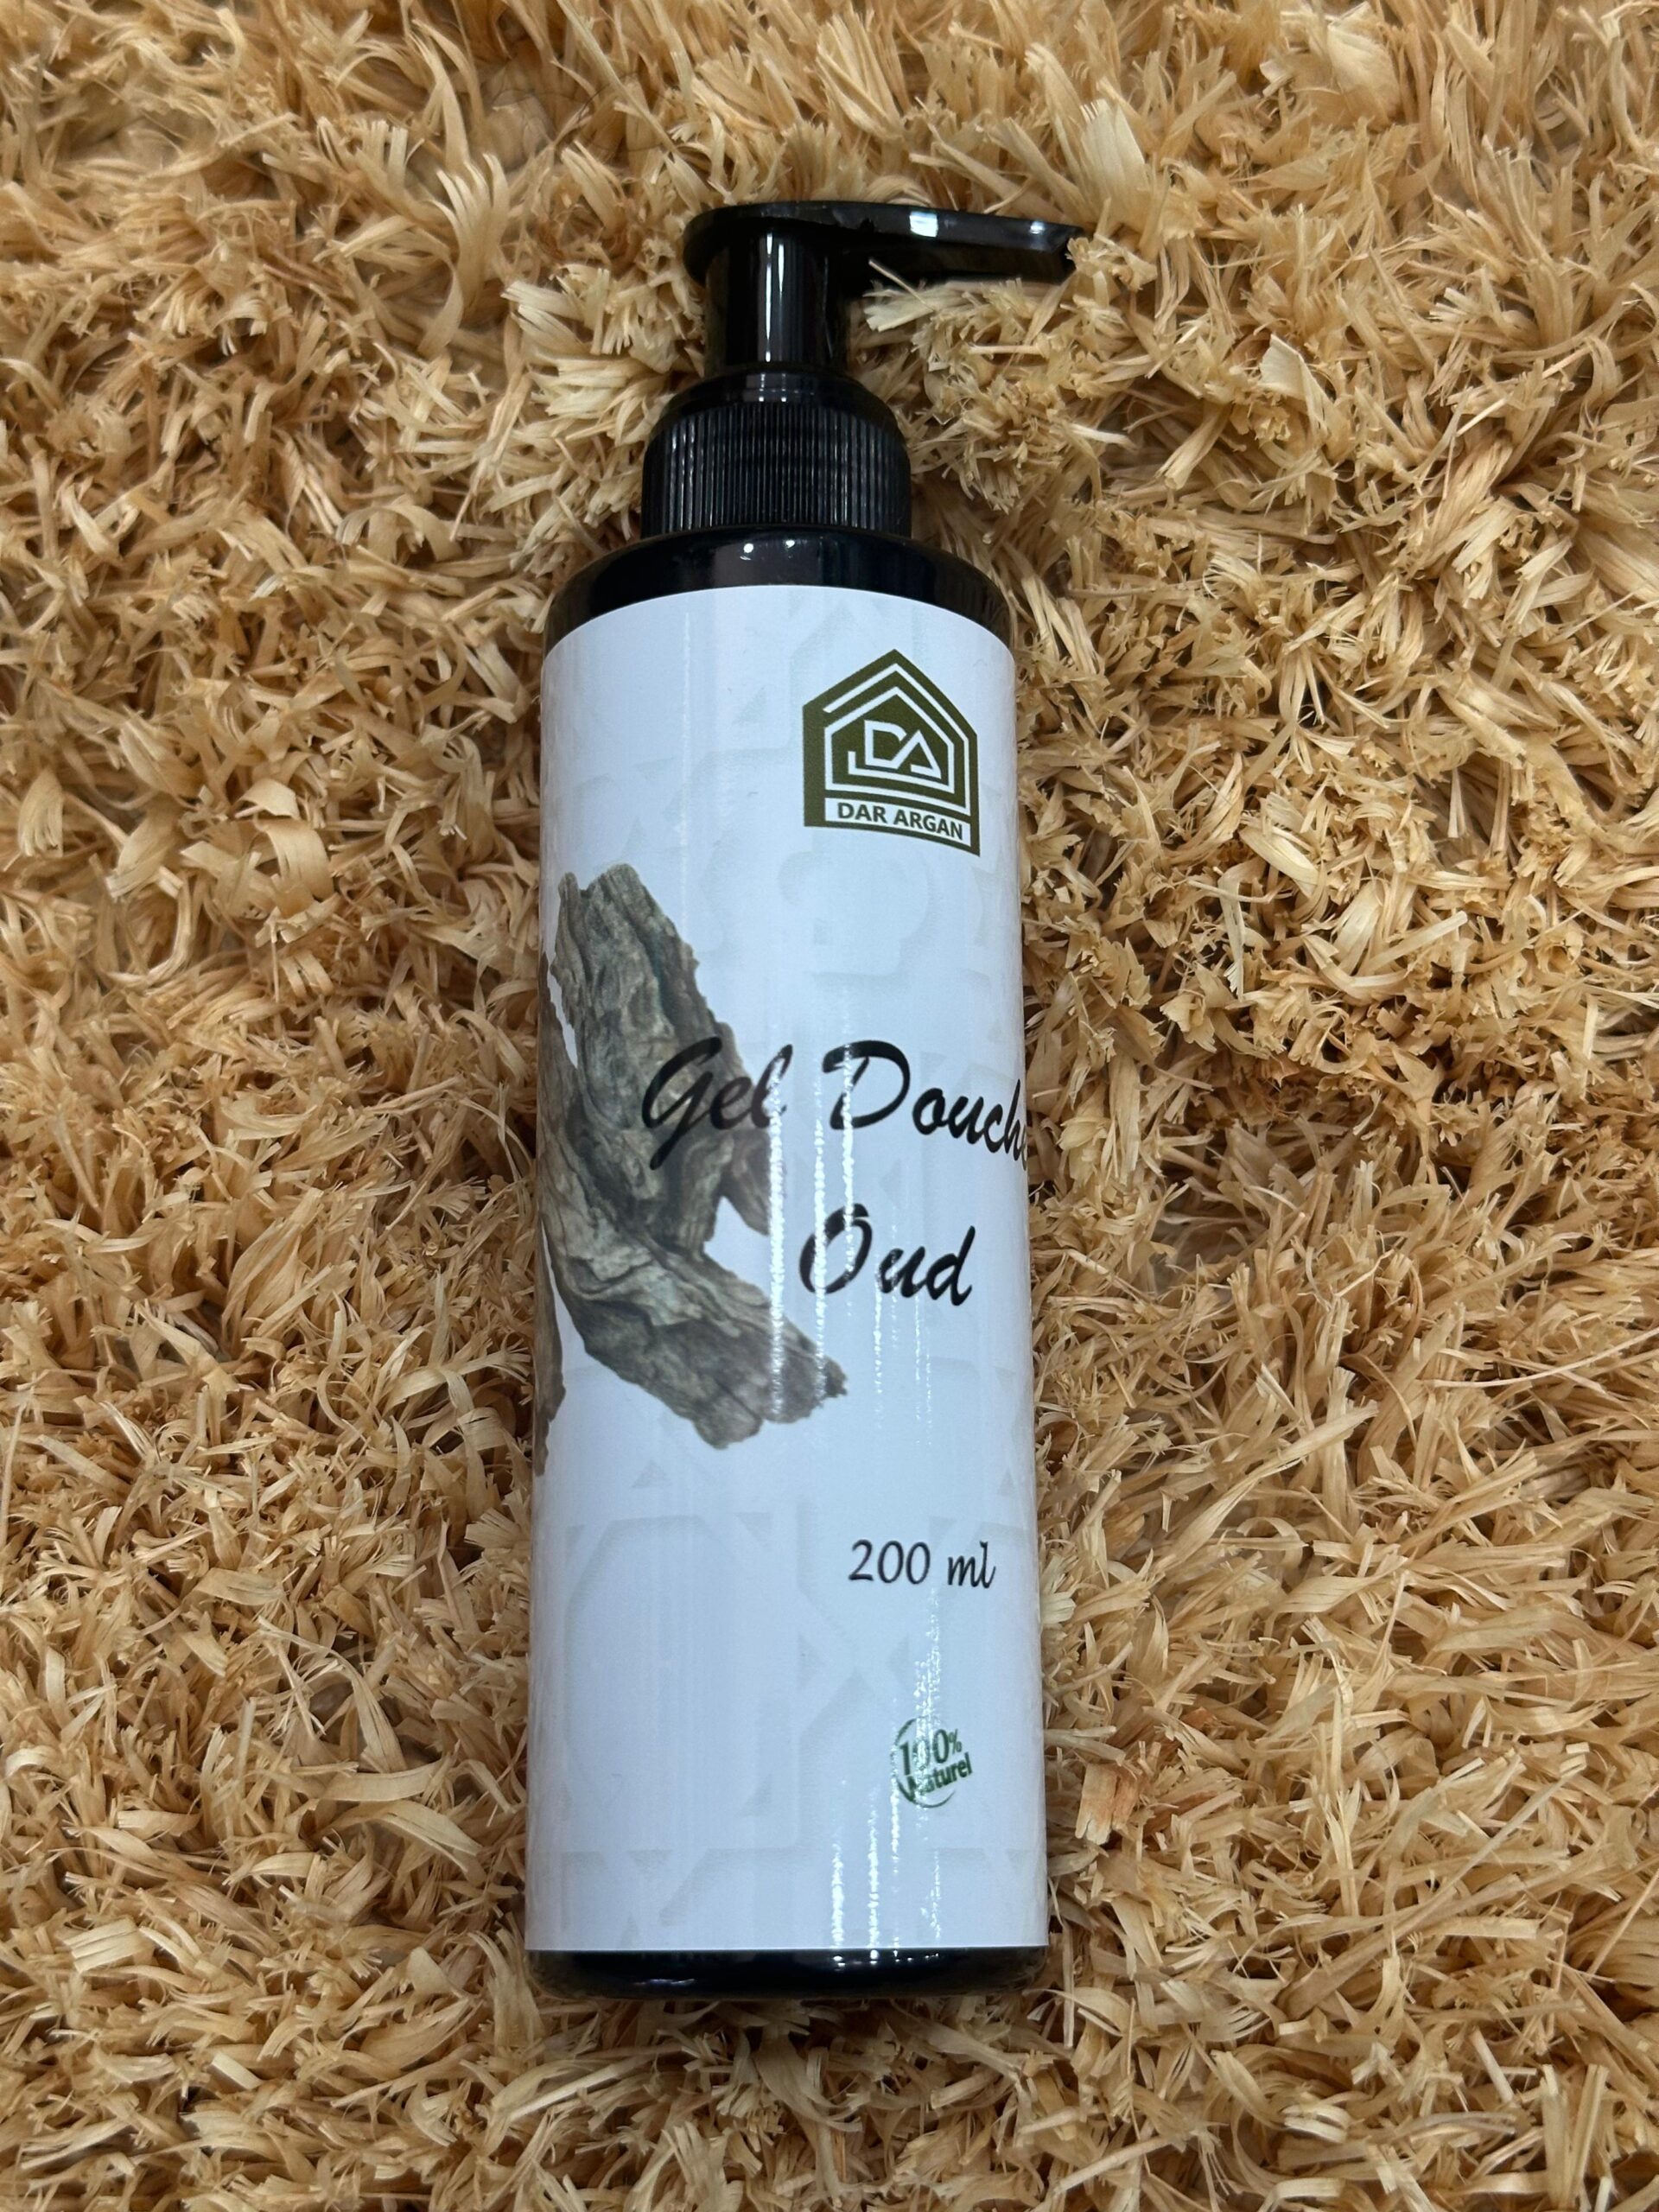 DA
DAR ARGAN
Gel Douche
Oud
200 ml
100%
Naturel